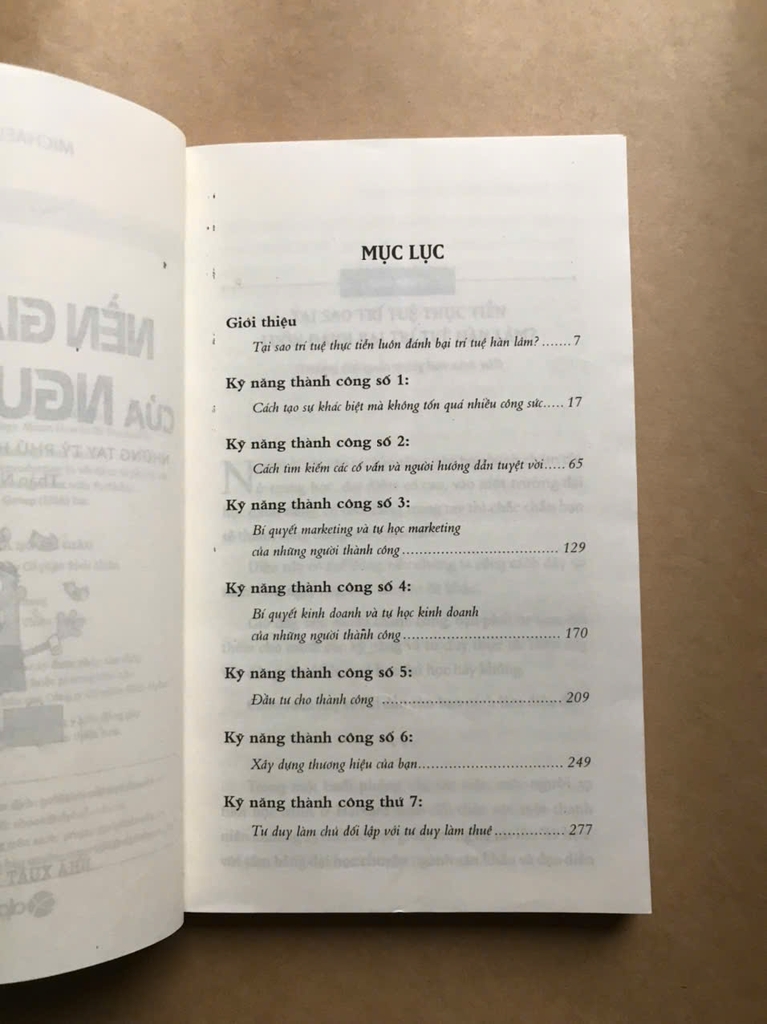 MỤC LỤC
Giới thiệu
Tại sao trí tuệ thực tiễn luôn đánh bại trí tuệ hàn lâm? ....... 7
Kỹ năng thành công số 1:
Cách tạo sự khác biệt mà không tốn quá nhiều công sức..... 17
Kỹ năng thành công số 2:
Cách tìm kiếm các cố vấn và người hướng dẫn tuyệt vời..... 65
Kỹ năng thành công số 3:
Bí quyết marketing và tự học marketing
của những người thành công ...................................... 129
Kỹ năng thành công số 4:
Bí quyết kinh doanh và tự học kinh doanh
của những người thành công ...................................... 170
Kỹ năng thành công số 5:
Đầu tư cho thành công ........................................... 209
Kỹ năng thành công số 6:
Xây dựng thương hiệu của bạn................................... 249
Kỹ năng thành công thứ 7:
Tư duy làm chủ đối lập với tư duy làm thuê ................. 277